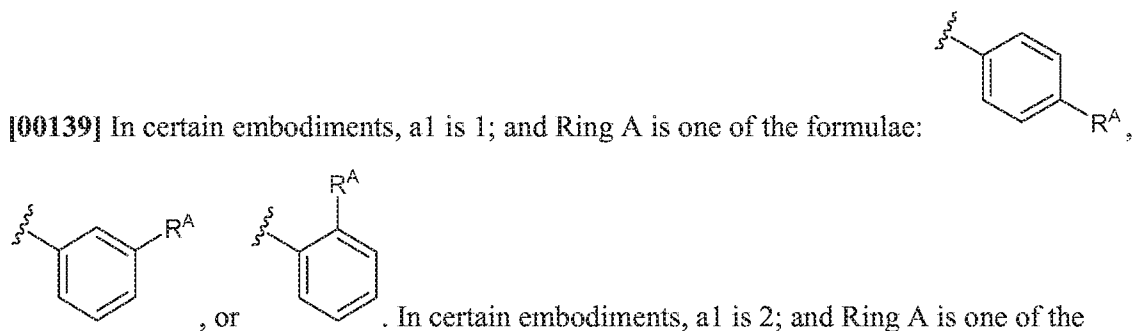 [00139] In certain embodiments, a1 is 1; and Ring A is one of the formulae: R^A,
R^A , or R^A . In certain embodiments, a1 is 2; and Ring A is one of the